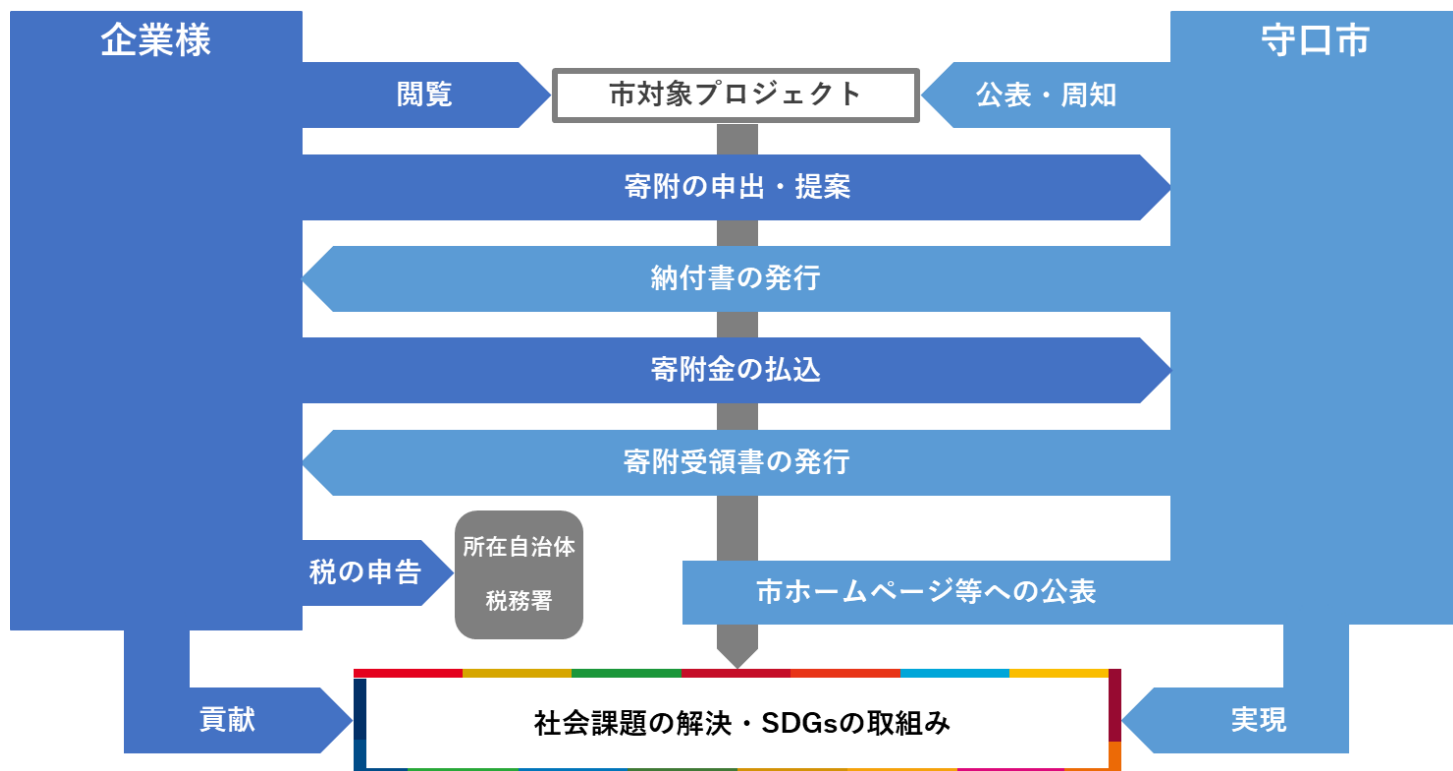 企業様
守口市
閲覧
市対象プロジェクト
公表・周知
寄附の申出・提案
納付書の発行
寄附金の払込
寄附受領書の発行
税の申告
所在自治体
税務署
市ホームページ等への公表
貢献
社会課題の解決・SDGsの取組み
実現